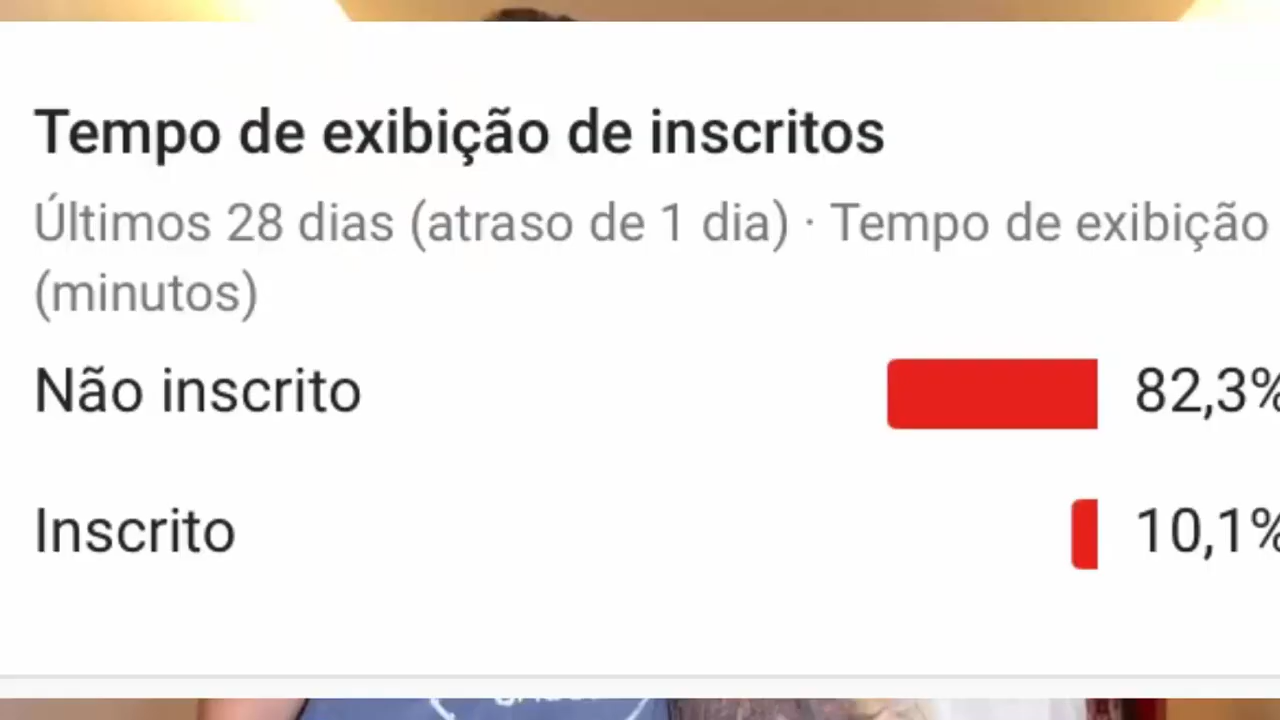 Tempo de exibição de inscritos
Últimos 28 dias (atraso de 1 dia) · Tempo de exibição
(minutos)
Não inscrito 82,3%
Inscrito 10,1%